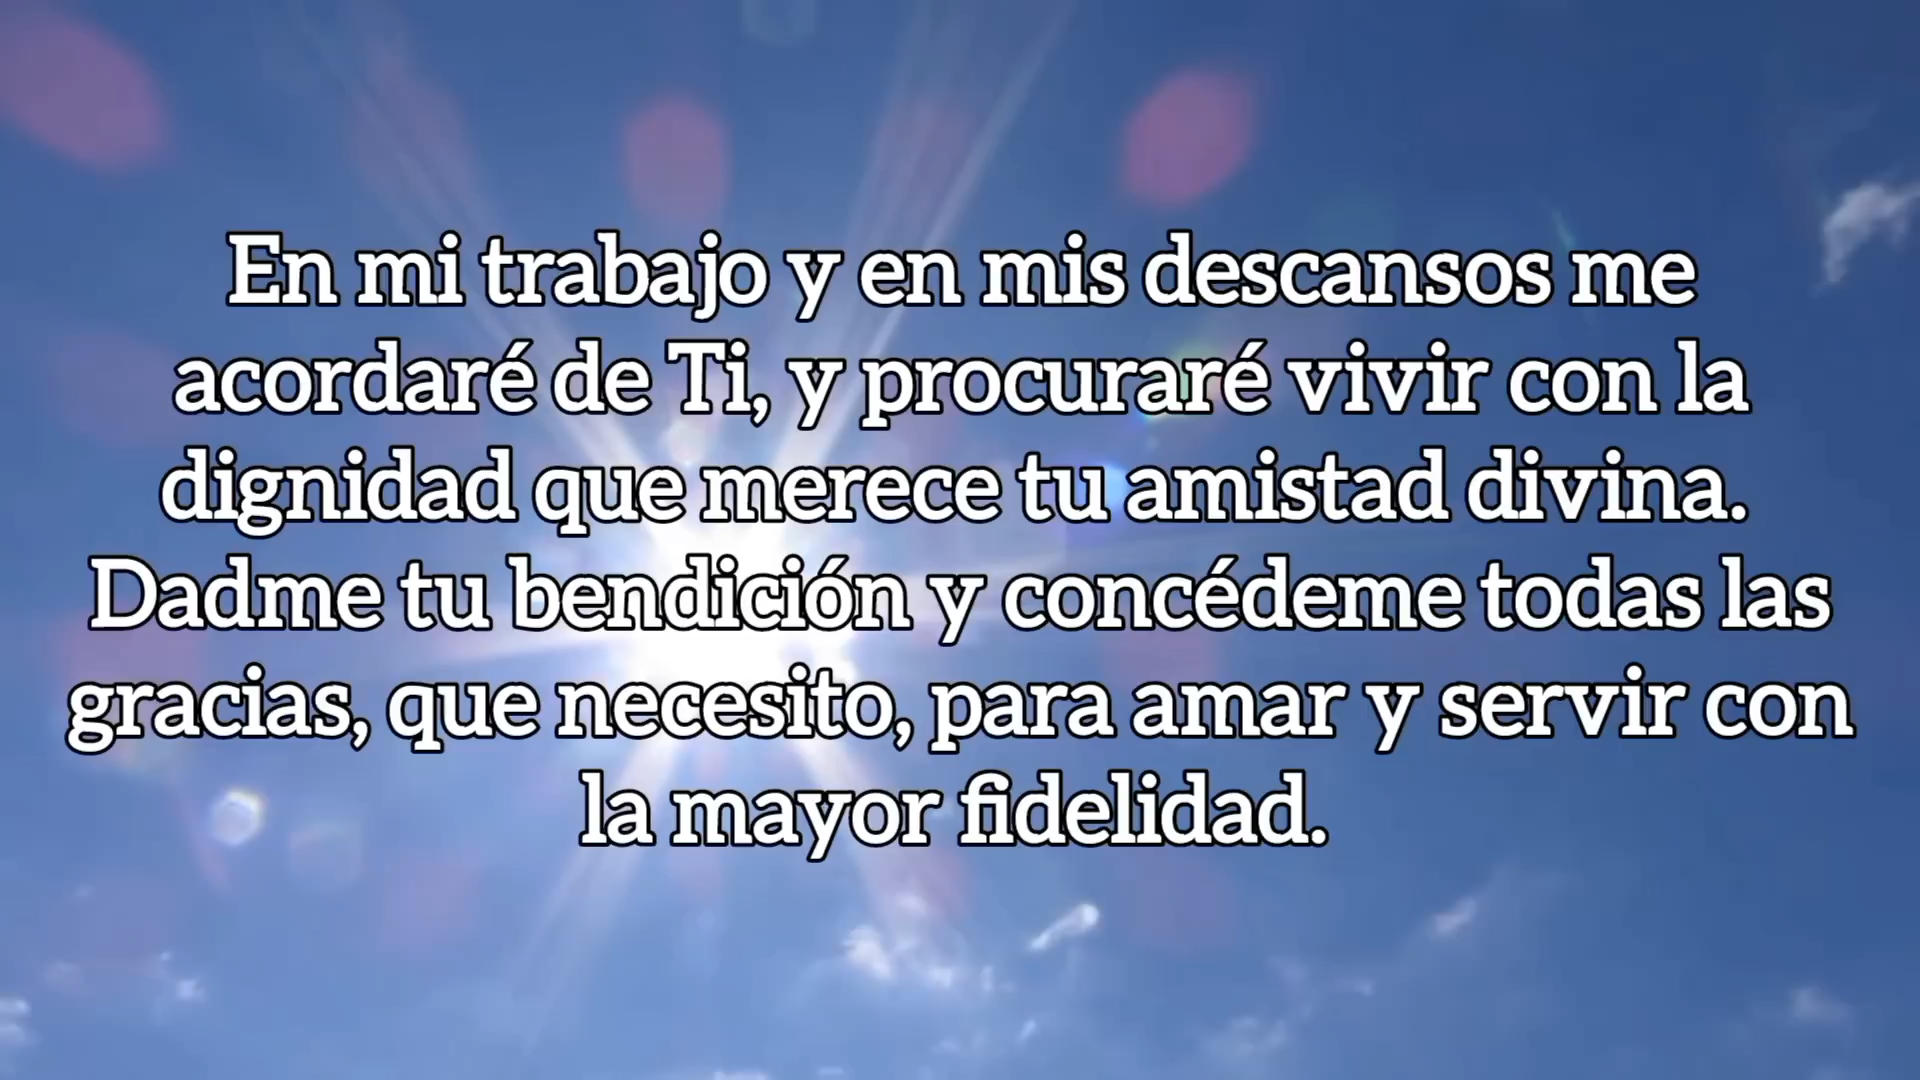 En mi trabajo y en mis descansos me
acordaré de Ti, y procuraré vivir con la
dignidad que merece tu amistad divina.
Dadme tu bendición y concédeme todas las
gracias, que necesito, para amar y servir con
la mayor fidelidad.